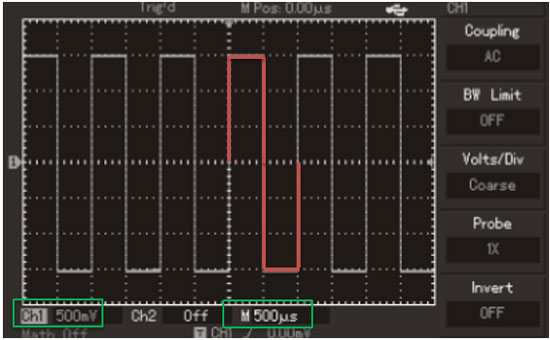 Trig'd M Pos: 0.00μs CH1
Coupling
AC
BW Limit
OFF
Volts/Div
Coarse
Probe
1X
Invert
OFF
1
Ch1 500mV Ch2 Off M 500μs
Math Off T CH1 / 0.00mV